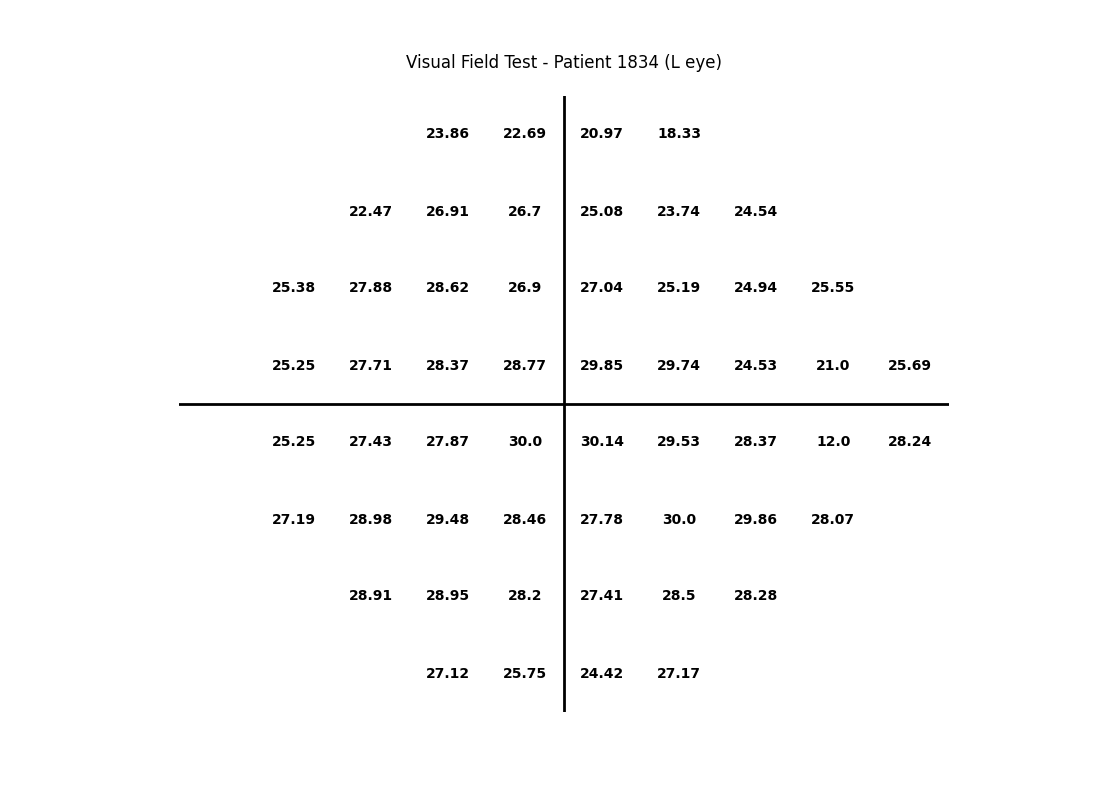 Visual Field Test - Patient 1834 (L eye)
23.86 22.69 20.97 18.33
22.47 26.91 26.7 25.08 23.74 24.54
25.38 27.88 28.62 26.9 27.04 25.19 24.94 25.55
25.25 27.71 28.37 28.77 29.85 29.74 24.53 21.0 25.69
25.25 27.43 27.87 30.0 30.14 29.53 28.37 12.0 28.24
27.19 28.98 29.48 28.46 27.78 30.0 29.86 28.07
28.91 28.95 28.2 27.41 28.5 28.28
27.12 25.75 24.42 27.17